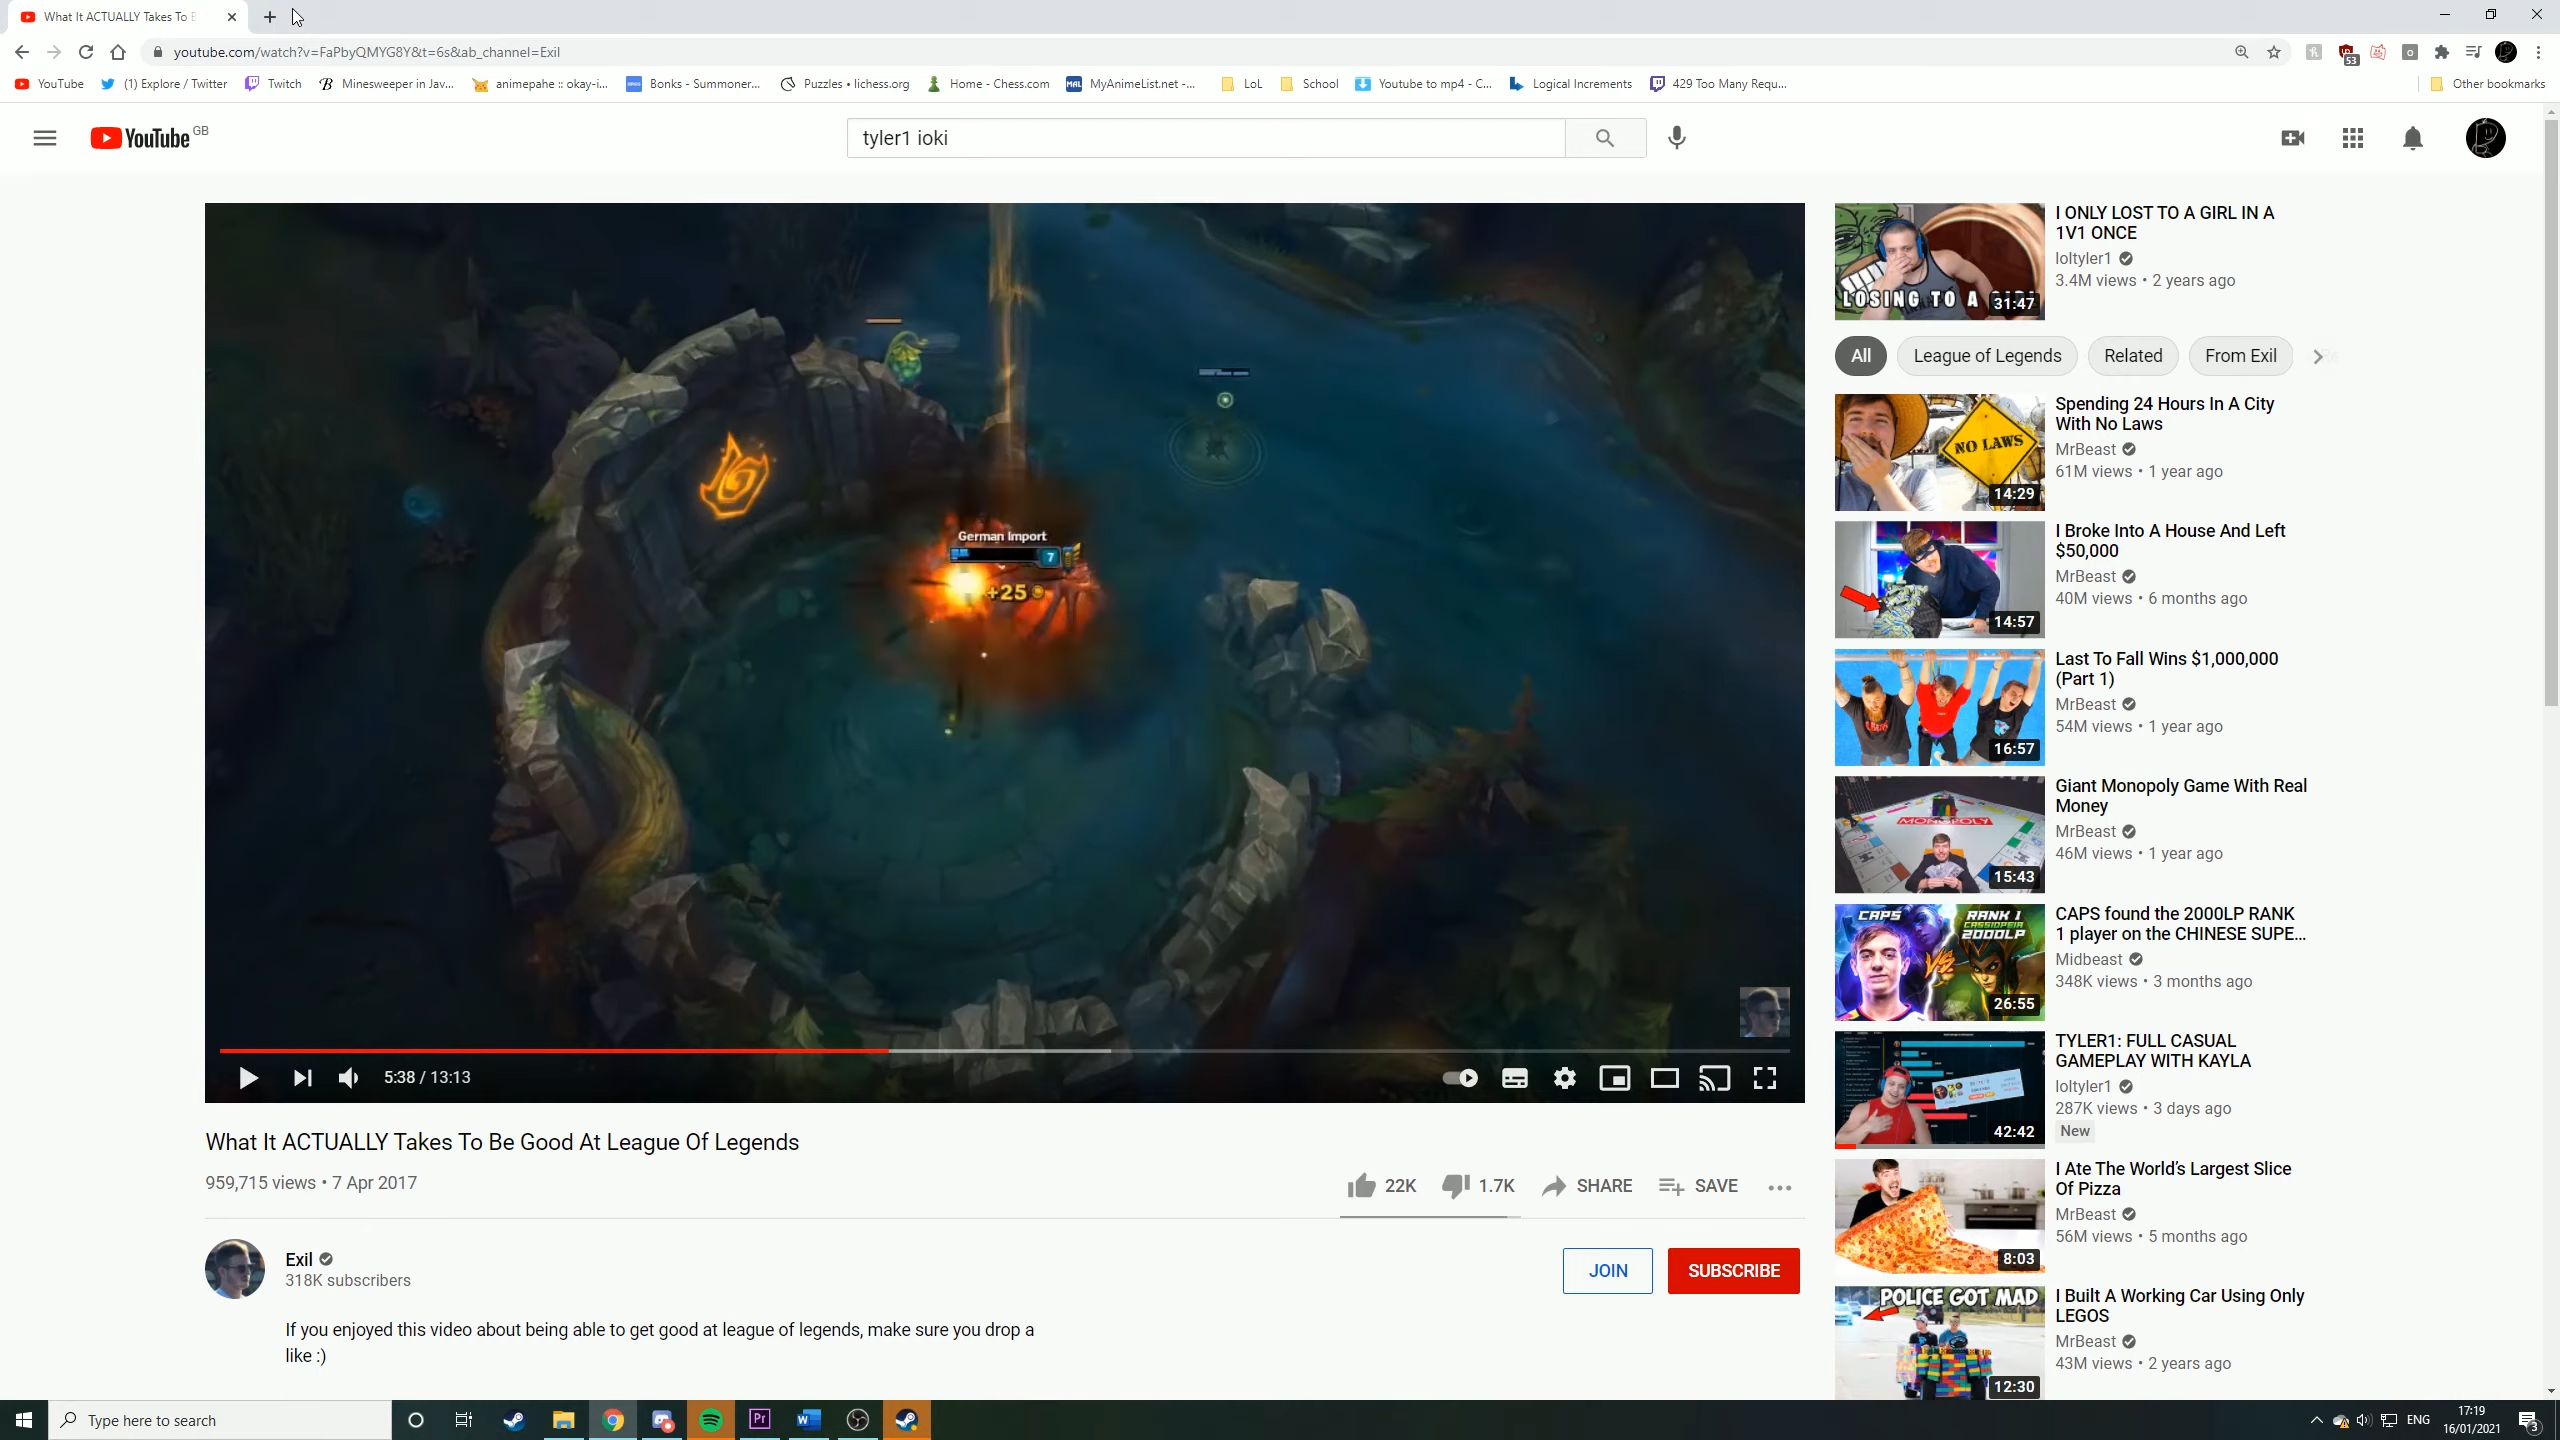 What It ACTUALLY Takes To B
youtube.com/watch?v=FaPbyQMYG8Y&t=6s&ab_channel=Exil
53
YouTube
(1) Explore / Twitter
Twitch
Minesweeper in Jav...
animepahe :: okay-i...
Bonks - Summoner...
Puzzles • lichess.org
Home - Chess.com
MAL
MyAnimeList.net -...
LoL
School
Youtube to mp4 - C...
Logical Increments
429 Too Many Requ...
Other bookmarks
YouTube GB
tyler1 ioki
German Import
7
+25
5:38 / 13:13
What It ACTUALLY Takes To Be Good At League Of Legends
959,715 views • 7 Apr 2017
22K
1.7K
SHARE
SAVE
Exil
318K subscribers
JOIN
SUBSCRIBE
If you enjoyed this video about being able to get good at league of legends, make sure you drop a
like :)
LOSING TO A
31:47
I ONLY LOST TO A GIRL IN A
1V1 ONCE
loltyler1
3.4M views • 2 years ago
All
League of Legends
Related
From Exil
NO LAWS
14:29
Spending 24 Hours In A City
With No Laws
MrBeast
61M views • 1 year ago
14:57
I Broke Into A House And Left
$50,000
MrBeast
40M views • 6 months ago
16:57
Last To Fall Wins $1,000,000
(Part 1)
MrBeast
54M views • 1 year ago
MONOPOLY
15:43
Giant Monopoly Game With Real
Money
MrBeast
46M views • 1 year ago
CAPS
RANK 1
CASSIOPEIA
2000LP
VS
26:55
CAPS found the 2000LP RANK
1 player on the CHINESE SUPE...
Midbeast
348K views • 3 months ago
42:42
TYLER1: FULL CASUAL
GAMEPLAY WITH KAYLA
loltyler1
287K views • 3 days ago
New
8:03
I Ate The World's Largest Slice
Of Pizza
MrBeast
56M views • 5 months ago
POLICE GOT MAD
12:30
I Built A Working Car Using Only
LEGOS
MrBeast
43M views • 2 years ago
Type here to search
Pr
W
ENG
17:19
16/01/2021
3